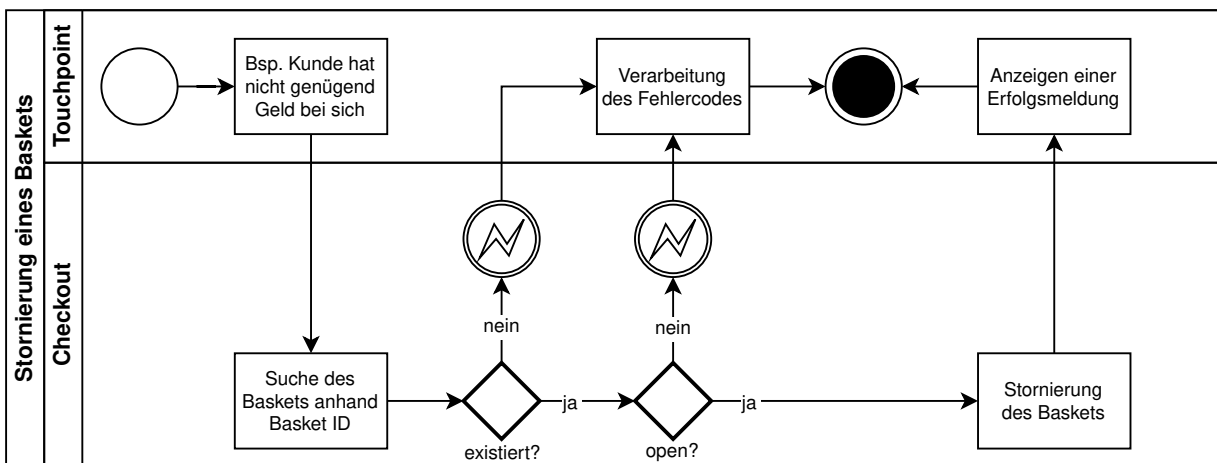 Stornierung eines Baskets
Touchpoint
Bsp. Kunde hat
nicht genügend
Geld bei sich
Verarbeitung
des Fehlercodes
Anzeigen einer
Erfolgsmeldung
Checkout
Suche des
Baskets anhand
Basket ID
nein
ja
existiert?
nein
ja
open?
Stornierung
des Baskets